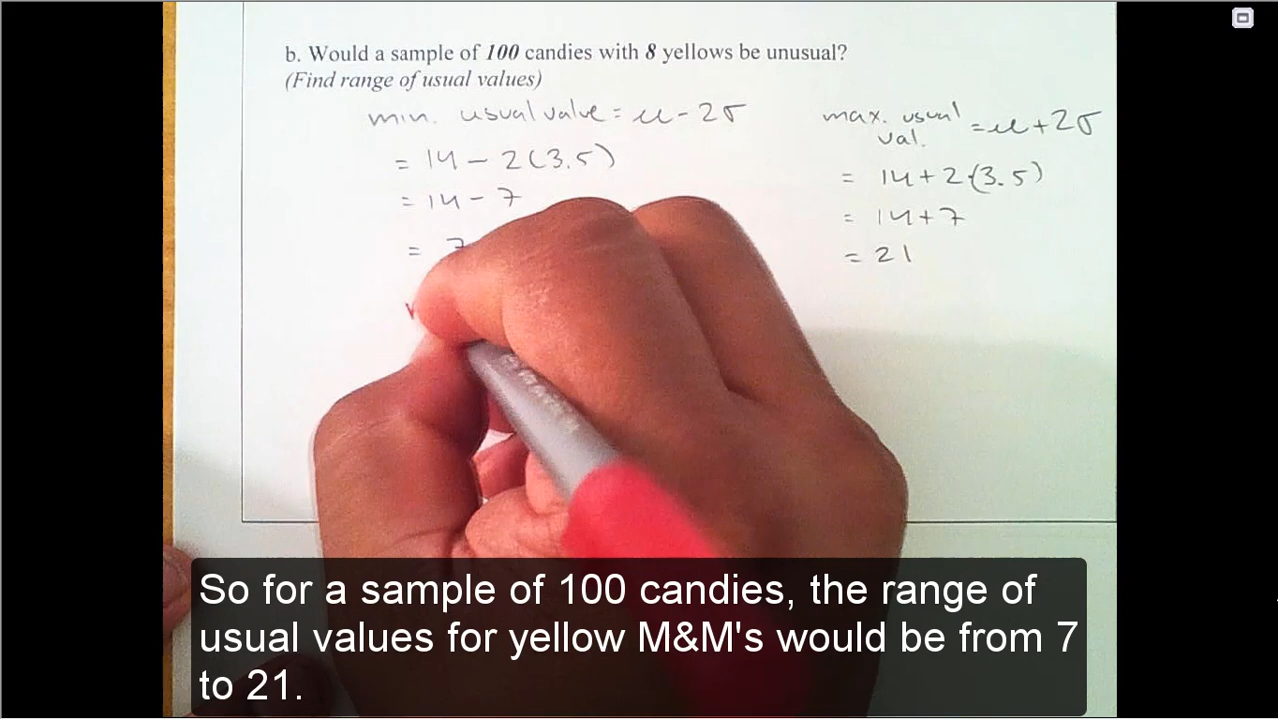 b. Would a sample of 100 candies with 8 yellows be unusual?
(Find range of usual values)
min. usual value = μ - 2σ
= 14 - 2(3.5)
= 14 - 7
= 7
max. usual
val. = μ + 2σ
= 14 + 2(3.5)
= 14 + 7
= 21
So for a sample of 100 candies, the range of
usual values for yellow M&M's would be from 7
to 21.